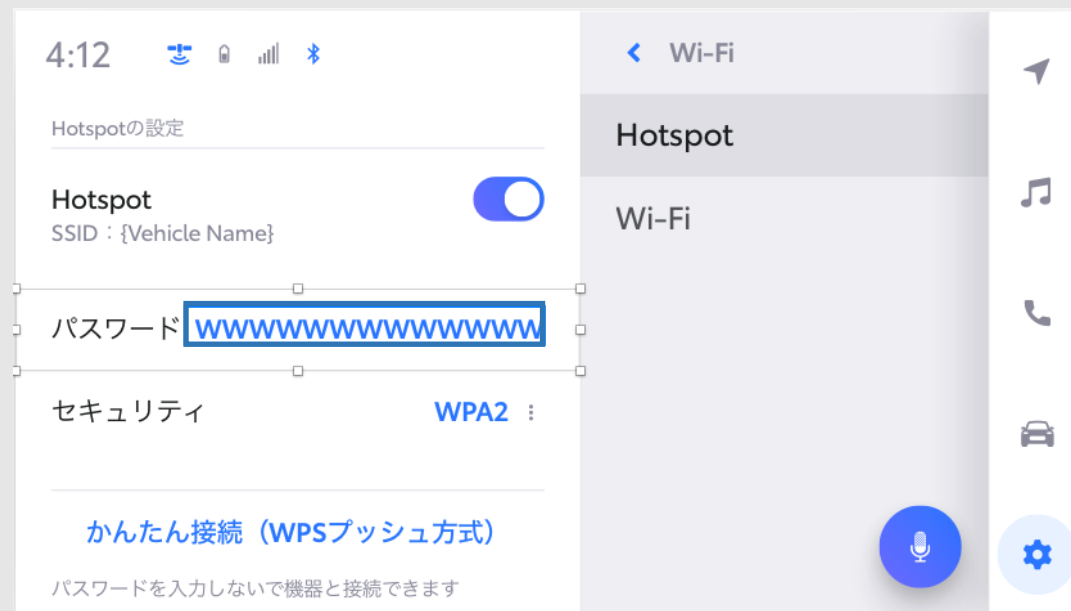 4:12
Hotspotの設定
Hotspot
SSID：{Vehicle Name}
パスワード WWWWWWWWWWWWW
セキュリティ WPA2
かんたん接続（WPSプッシュ方式）
パスワードを入力しないで機器と接続できます
Wi-Fi
Hotspot
Wi-Fi